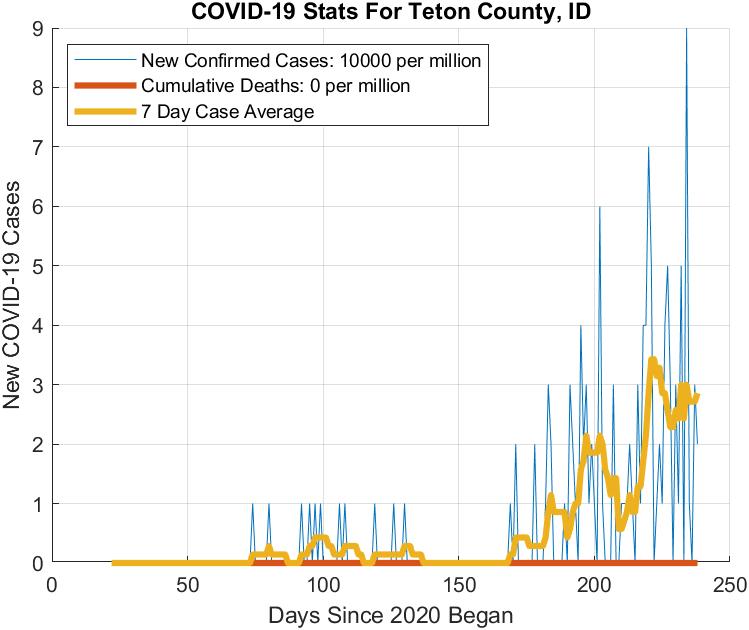 COVID-19 Stats For Teton County, ID
New Confirmed Cases: 10000 per million
Cumulative Deaths: 0 per million
7 Day Case Average
New COVID-19 Cases
9
8
7
6
5
4
3
2
1
0
0 50 100 150 200 250
Days Since 2020 Began